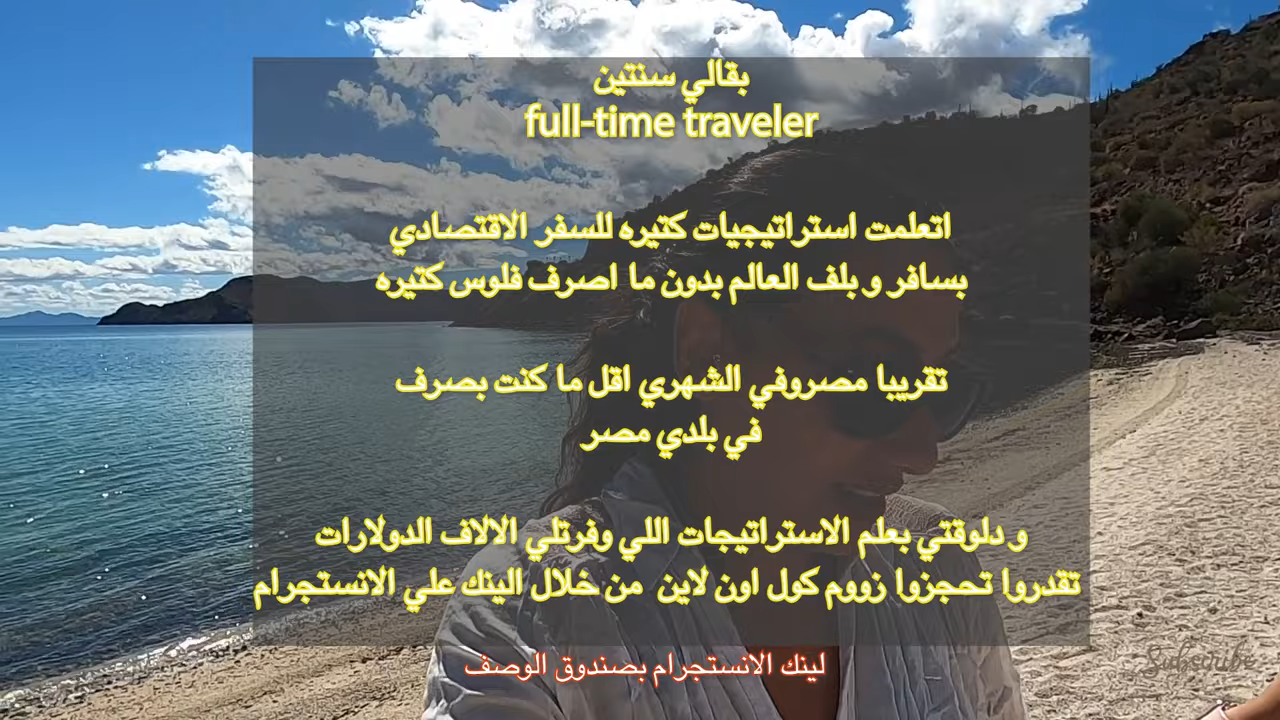 بقالي سنتين
full-time traveler
اتعلمت استراتيجيات كتيره للسفر الاقتصادي
بسافر و بلف العالم بدون ما اصرف فلوس كتيره
تقريبا مصروفي الشهري اقل ما كنت بصرف
في بلدي مصر
و دلوقتي بعلم الاستراتيجات اللي وفرتلي الالاف الدولارات
تقدروا تحجزوا زووم كول اون لاين من خلال الينك علي الانستجرام
لينك الانستجرام بصندوق الوصف
Subscribe